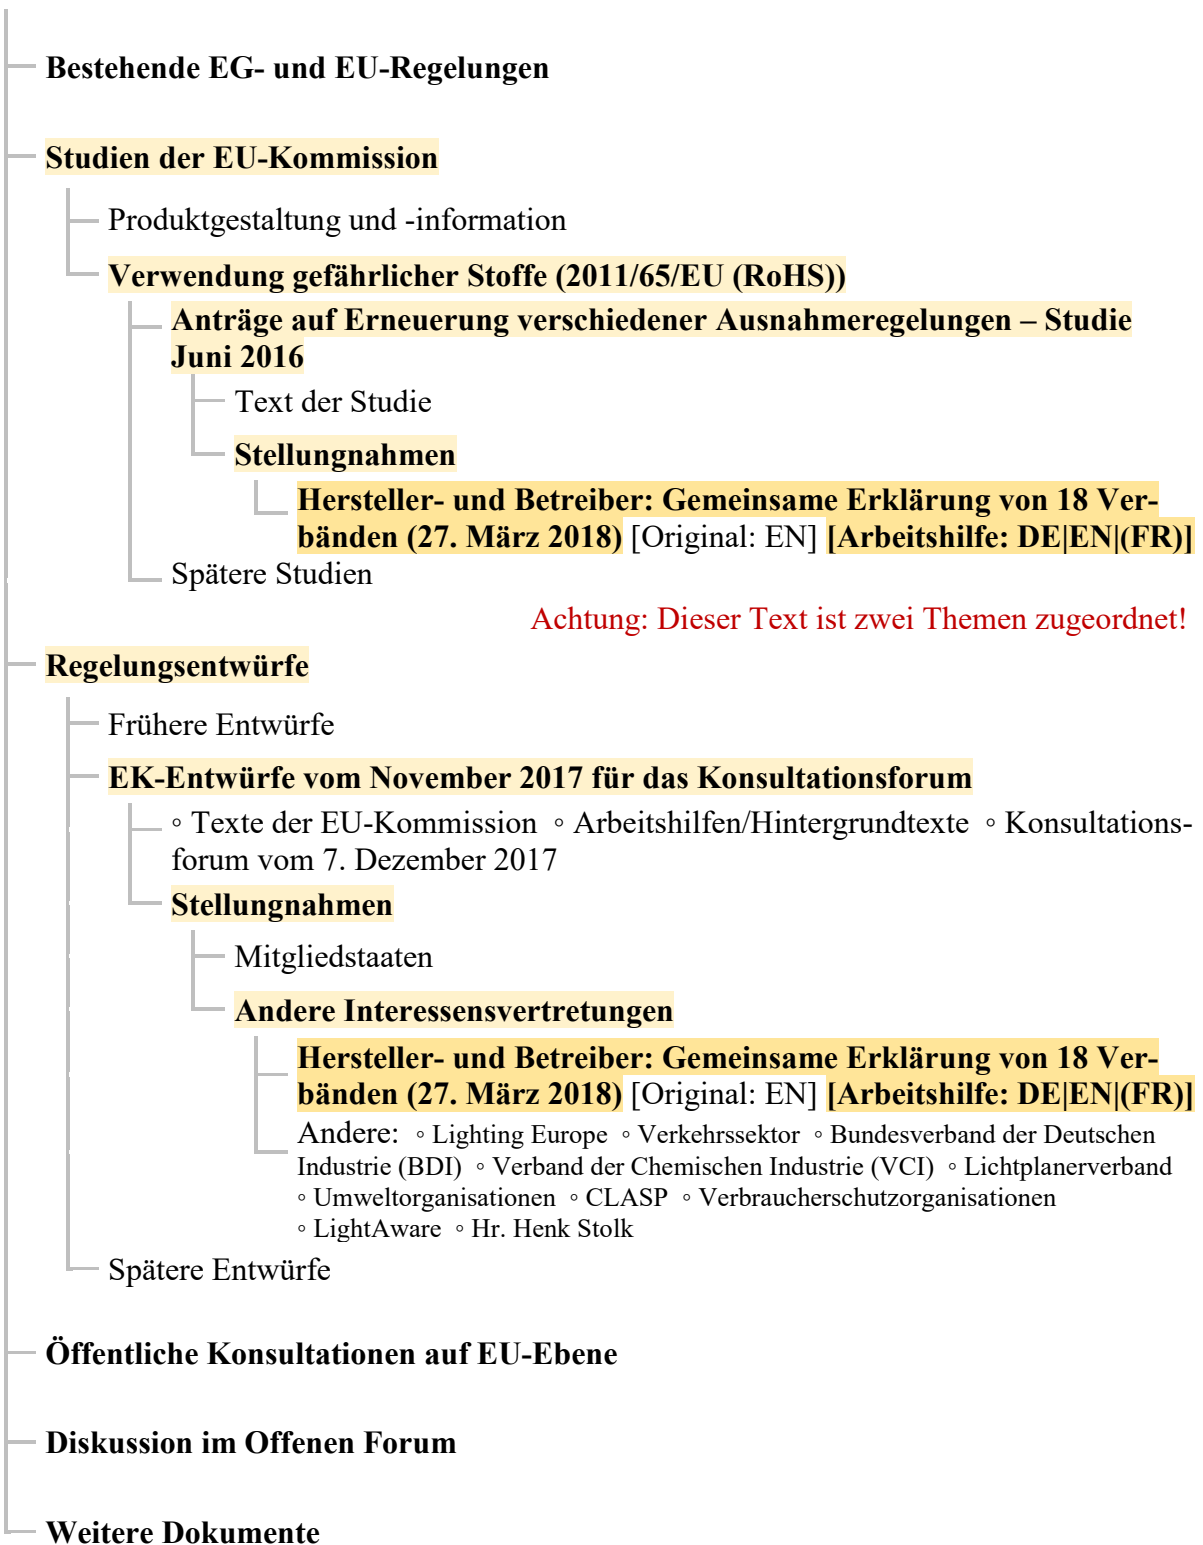 Bestehende EG- und EU-Regelungen
Studien der EU-Kommission
Produktgestaltung und -information
Verwendung gefährlicher Stoffe (2011/65/EU (RoHS))
Anträge auf Erneuerung verschiedener Ausnahmeregelungen – Studie
Juni 2016
Text der Studie
Stellungnahmen
Hersteller- und Betreiber: Gemeinsame Erklärung von 18 Ver-
bänden (27. März 2018) [Original: EN] [Arbeitshilfe: DE|EN|(FR)]
Spätere Studien
Achtung: Dieser Text ist zwei Themen zugeordnet!
Regelungsentwürfe
Frühere Entwürfe
EK-Entwürfe vom November 2017 für das Konsultationsforum
◦ Texte der EU-Kommission ◦ Arbeitshilfen/Hintergrundtexte ◦ Konsultations-
forum vom 7. Dezember 2017
Stellungnahmen
Mitgliedstaaten
Andere Interessensvertretungen
Hersteller- und Betreiber: Gemeinsame Erklärung von 18 Ver-
bänden (27. März 2018) [Original: EN] [Arbeitshilfe: DE|EN|(FR)]
Andere: ◦ Lighting Europe ◦ Verkehrssektor ◦ Bundesverband der Deutschen
Industrie (BDI) ◦ Verband der Chemischen Industrie (VCI) ◦ Lichtplanerverband
◦ Umweltorganisationen ◦ CLASP ◦ Verbraucherschutzorganisationen
◦ LightAware ◦ Hr. Henk Stolk
Spätere Entwürfe
Öffentliche Konsultationen auf EU-Ebene
Diskussion im Offenen Forum
Weitere Dokumente